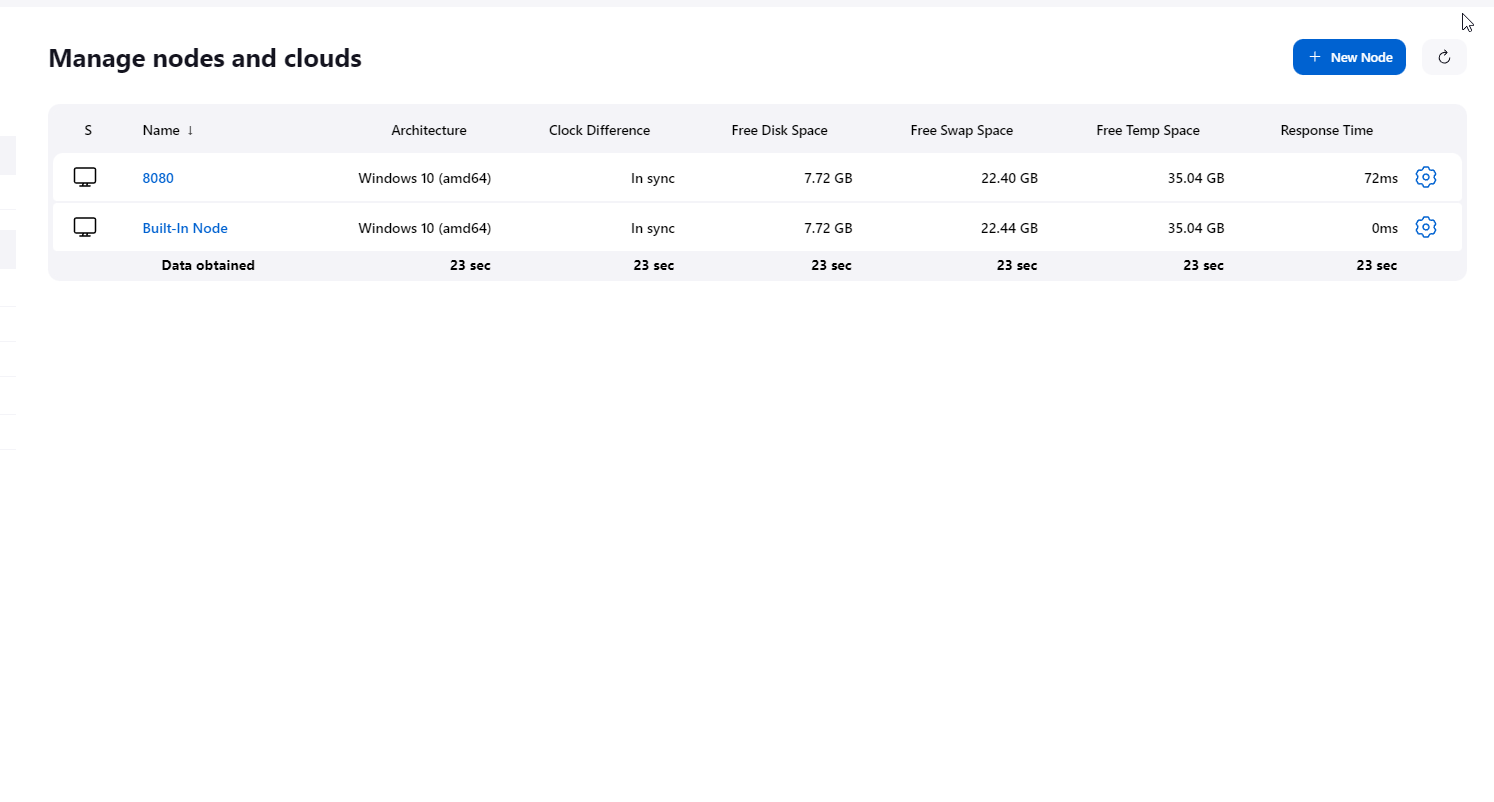 Manage nodes and clouds
+ New Node
S Name ↓ Architecture Clock Difference Free Disk Space Free Swap Space Free Temp Space Response Time
8080 Windows 10 (amd64) In sync 7.72 GB 22.40 GB 35.04 GB 72ms
Built-In Node Windows 10 (amd64) In sync 7.72 GB 22.44 GB 35.04 GB 0ms
Data obtained 23 sec 23 sec 23 sec 23 sec 23 sec 23 sec